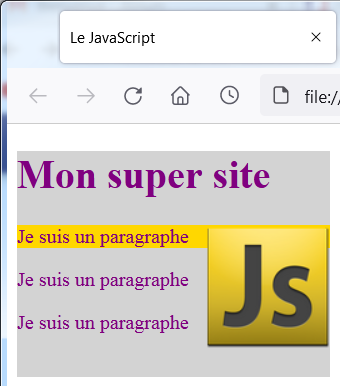 Le JavaScript
file://
Mon super site
Je suis un paragraphe
Je suis un paragraphe
Je suis un paragraphe
Js